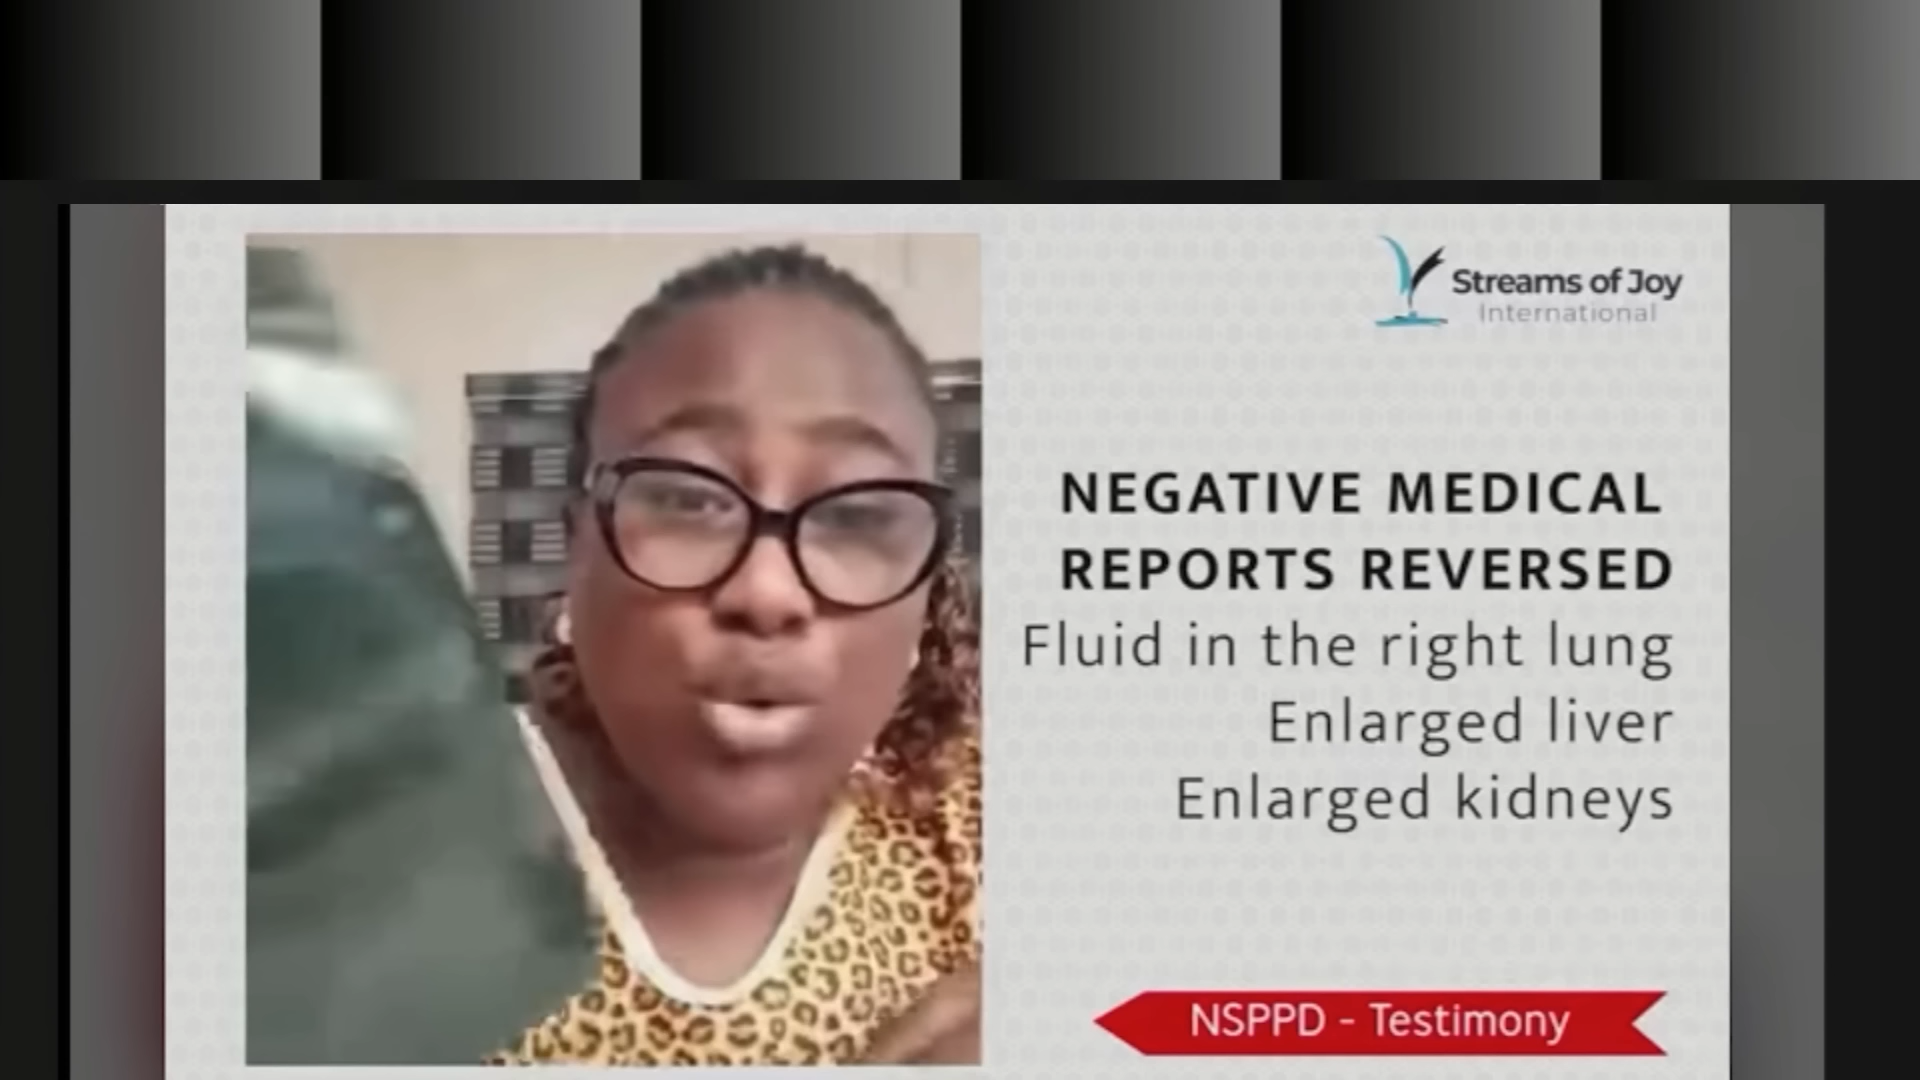 Streams of Joy
International
NEGATIVE MEDICAL
REPORTS REVERSED
Fluid in the right lung
Enlarged liver
Enlarged kidneys
NSPPD - Testimony